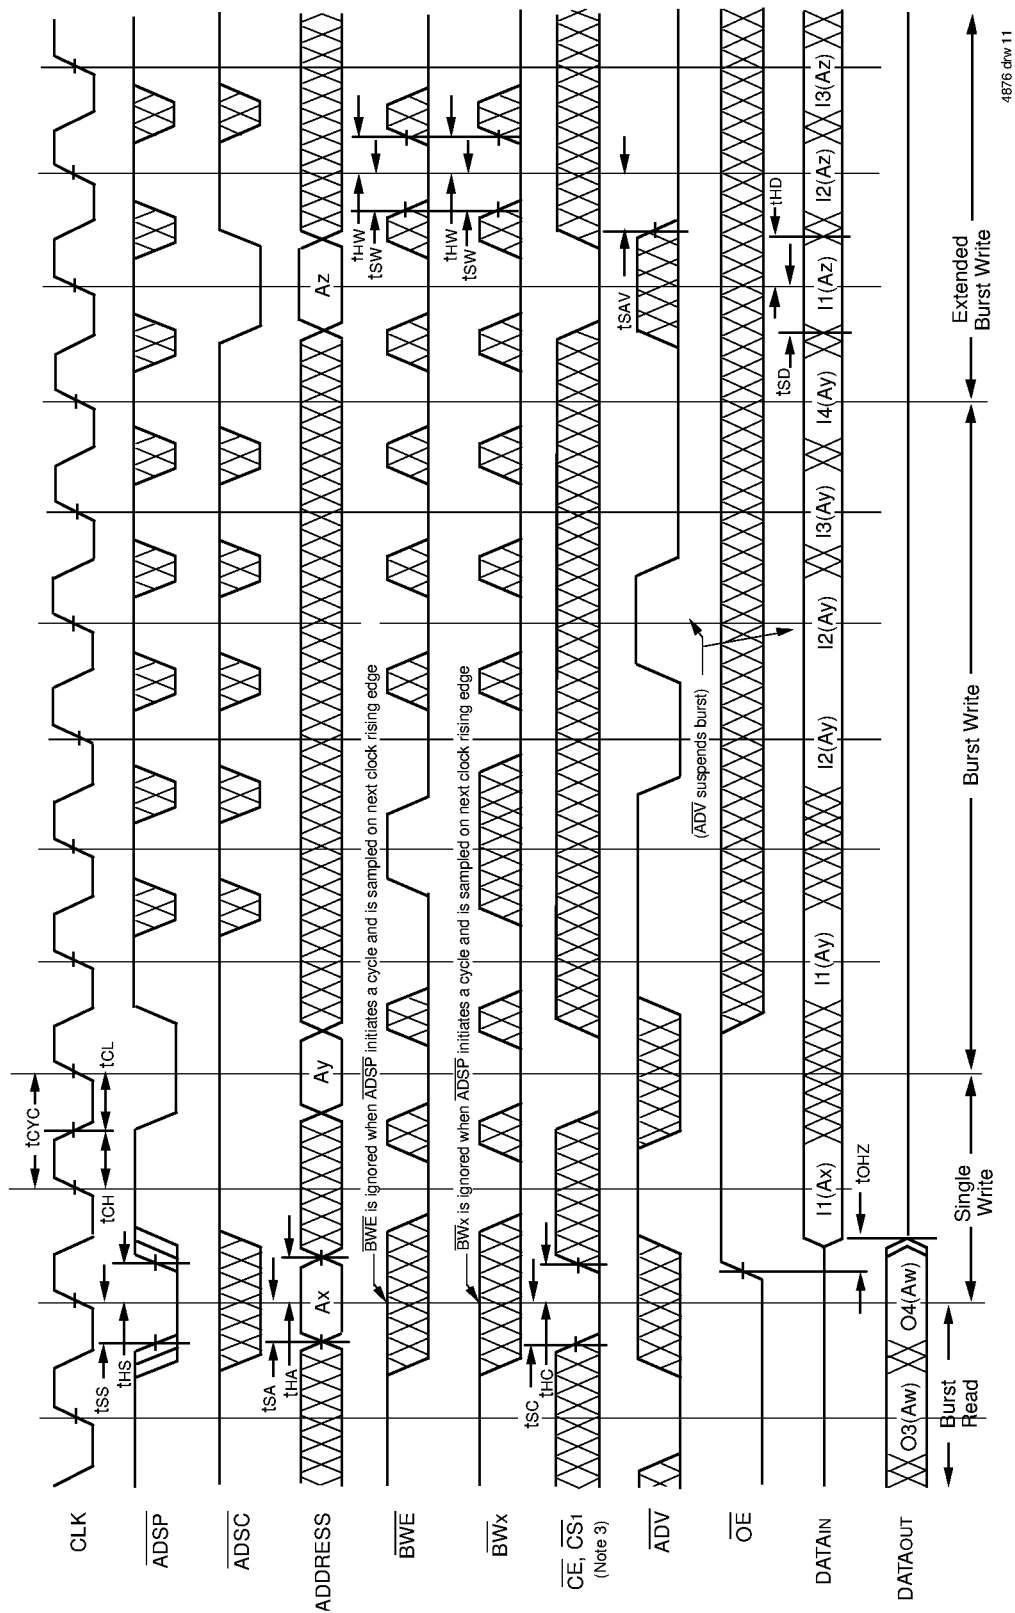 CLK
ADSP
ADSC
ADDRESS
BWE
BWx
CE, CS1
(Note 3)
ADV
OE
DATAIN
DATAOUT
tCYC
tCH
tCL
tSS
tHS
tSA
tHA
Ax
Ay
Az
BWE is ignored when ADSP initiates a cycle and is sampled on next clock rising edge
tHW
tSW
BWx is ignored when ADSP initiates a cycle and is sampled on next clock rising edge
tHW
tSW
tSC
tHC
tSAV
(ADV suspends burst)
tHD
tSD
I1(Ax)
I1(Ay)
I2(Ay)
I2(Ay)
I3(Ay)
I4(Ay)
I1(Az)
I2(Az)
I3(Az)
tOHZ
O3(Aw)
O4(Aw)
Burst
Read
Single
Write
Burst Write
Extended
Burst Write
4876 drw 11